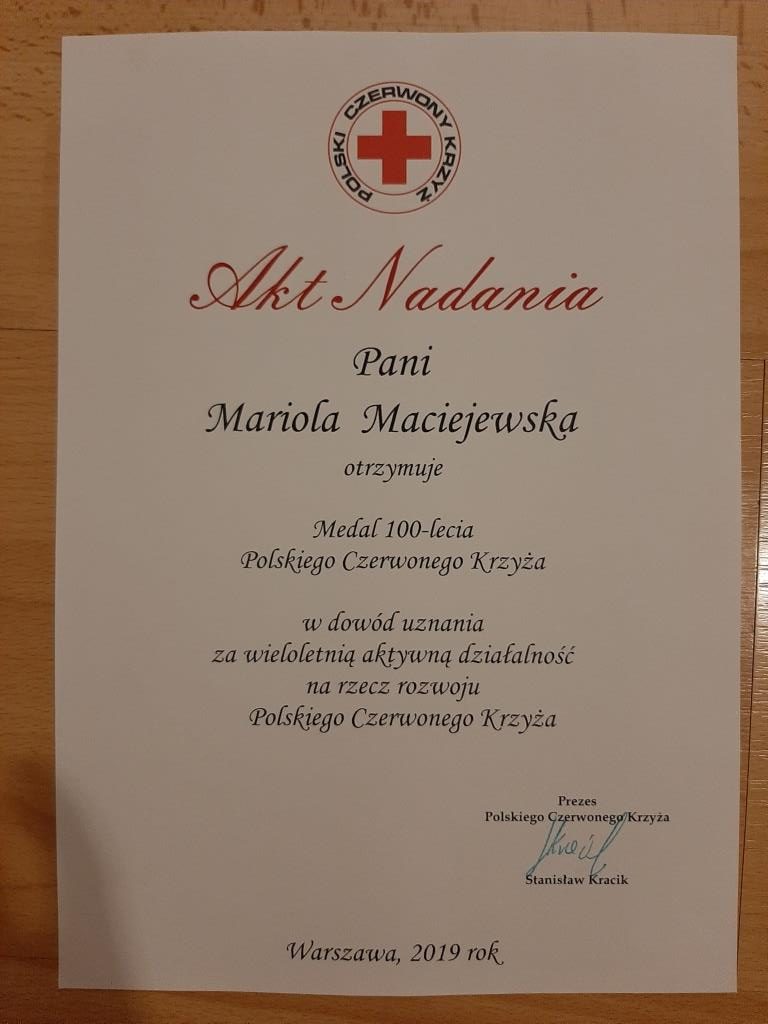 POLSKI CZERWONY KRZYŻ
Akt Nadania
Pani
Mariola Maciejewska
otrzymuje
Medal 100-lecia
Polskiego Czerwonego Krzyża
w dowód uznania
za wieloletnią aktywną działalność
na rzecz rozwoju
Polskiego Czerwonego Krzyża
Prezes
Polskiego Czerwonego Krzyża
Stanisław Kracik
Warszawa, 2019 rok